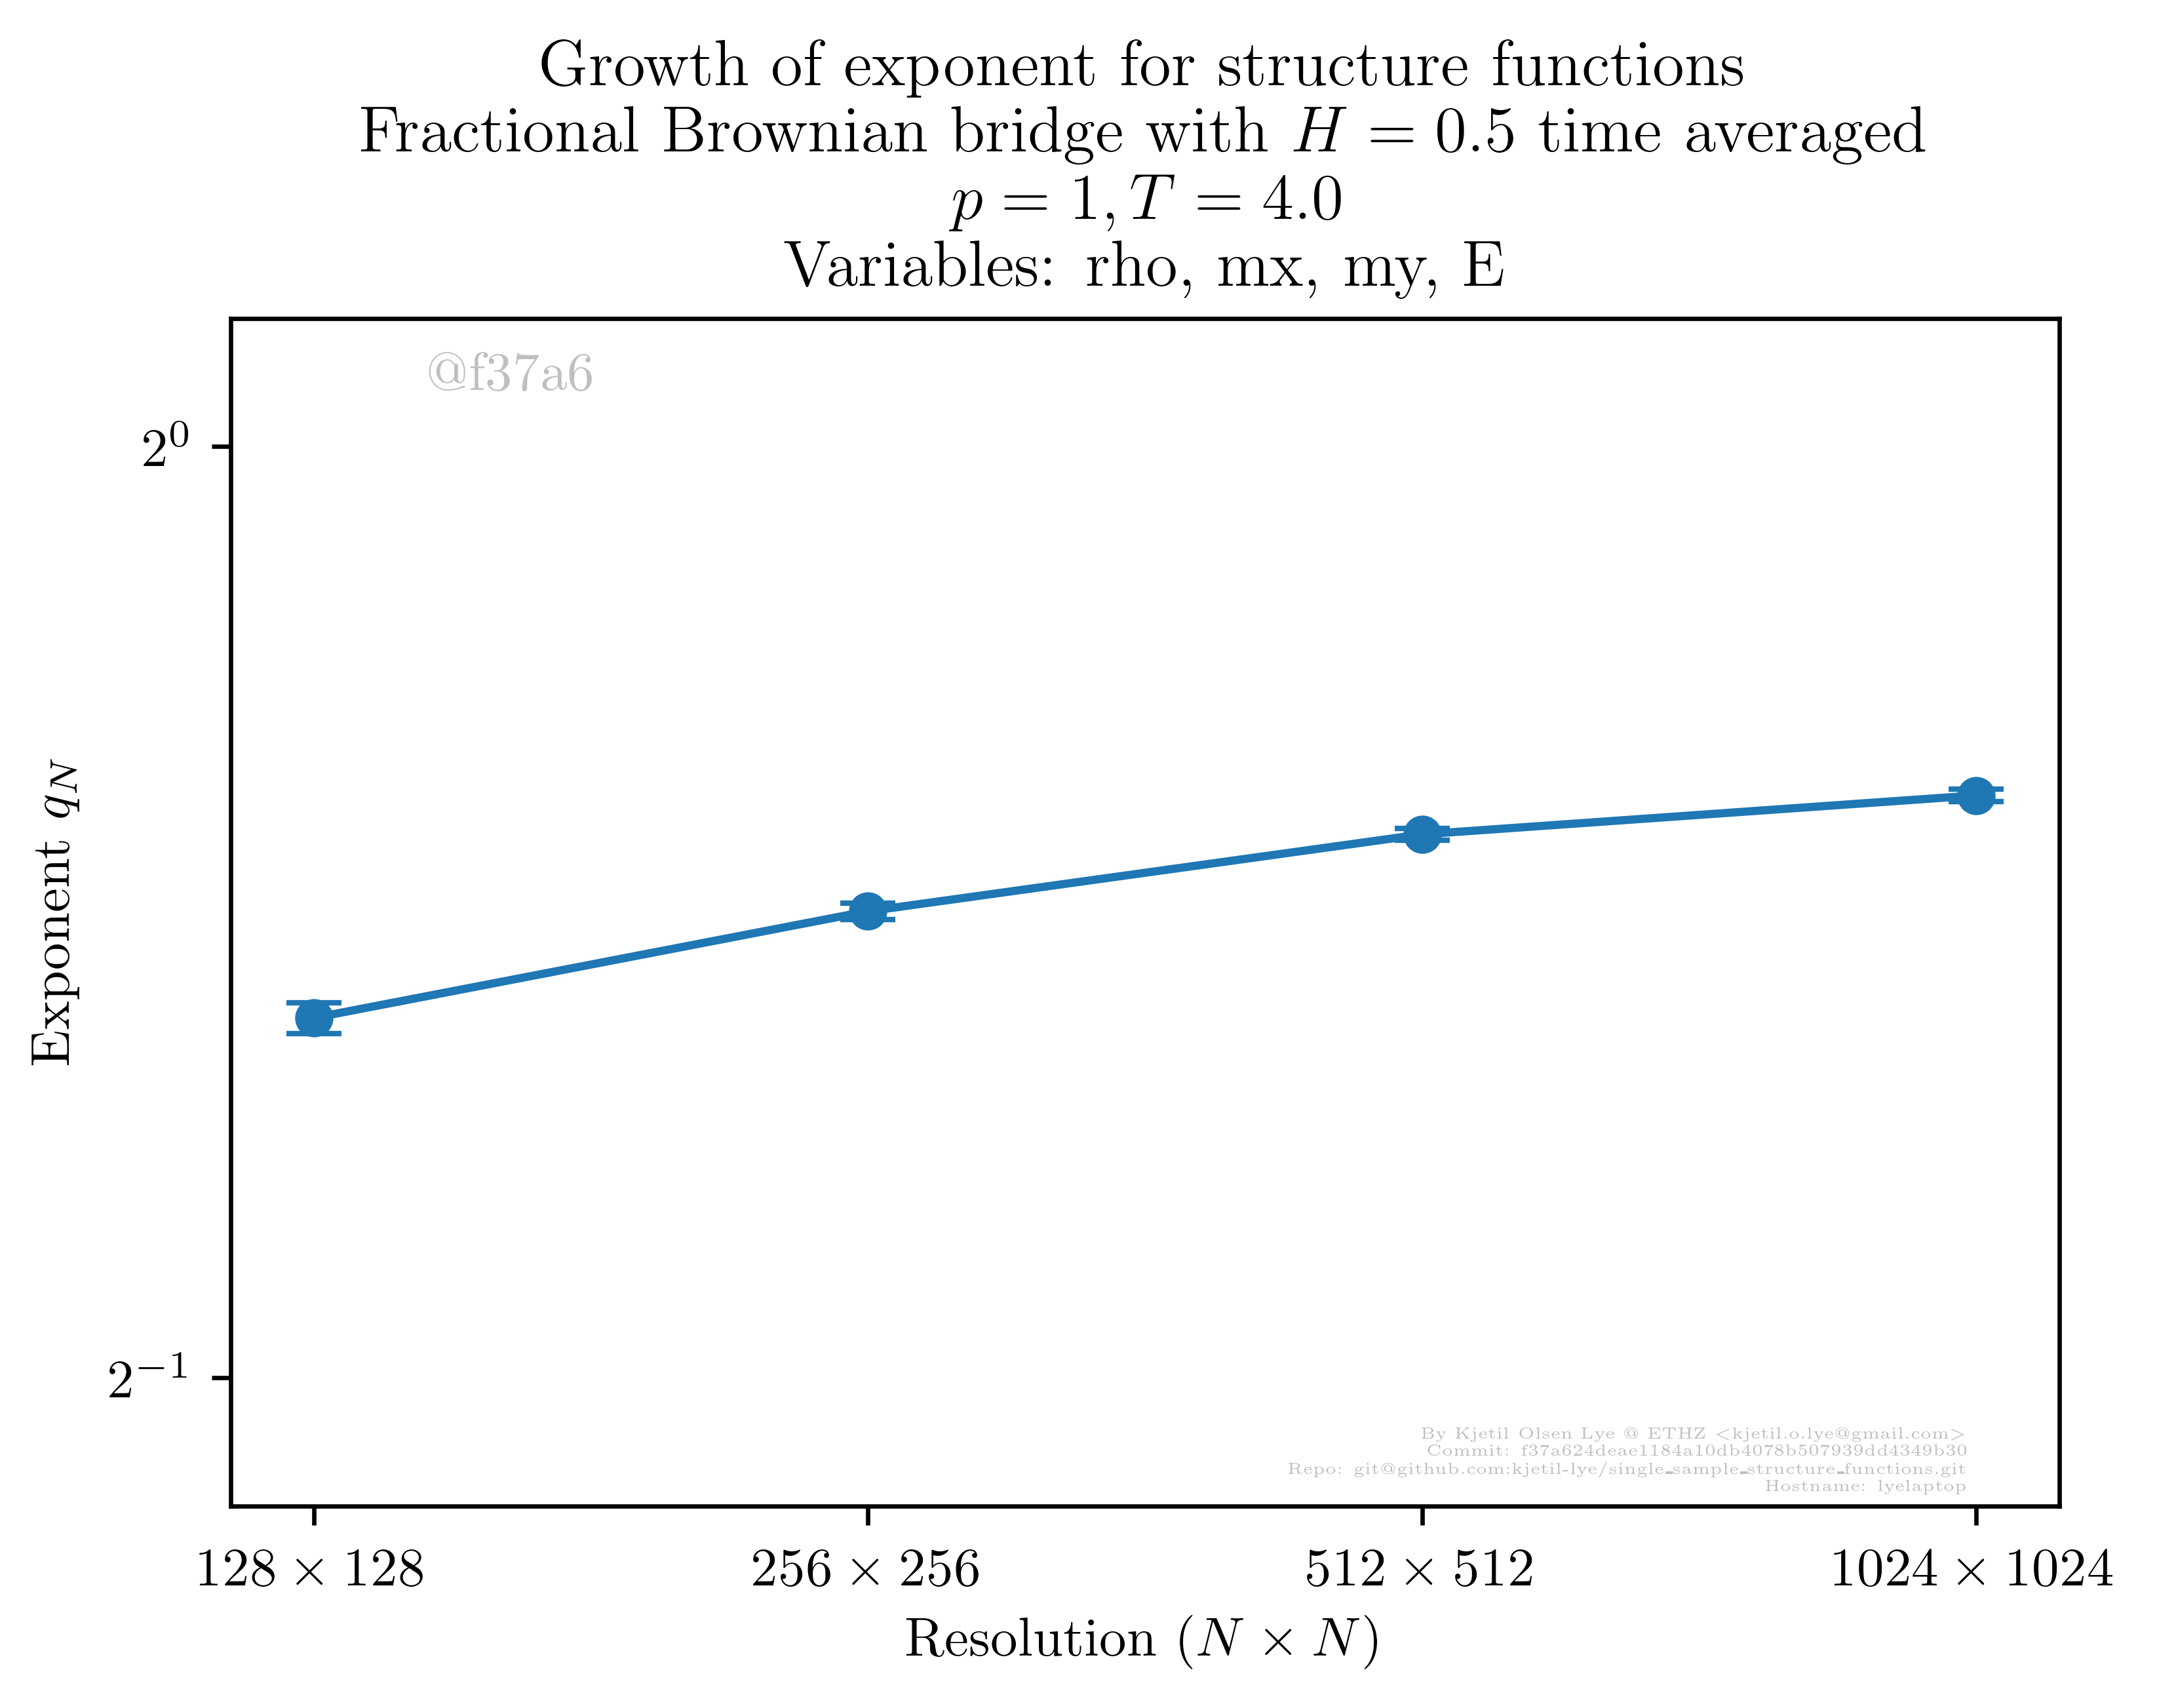 Growth of exponent for structure functions
Fractional Brownian bridge with H = 0.5 time averaged
p = 1, T = 4.0
Variables: rho, mx, my, E
@f37a6
2⁰
Exponent q_N
2⁻¹
By Kjetil Olsen Lye @ ETHZ <kjetil.o.lye@gmail.com>
Commit: f37a624deae1184a10db4078b507939dd4349b30
Repo: git@github.com:kjetil-lye/single_sample_structure_functions.git
Hostname: lyelaptop
128 × 128 256 × 256 512 × 512 1024 × 1024
Resolution (N × N)